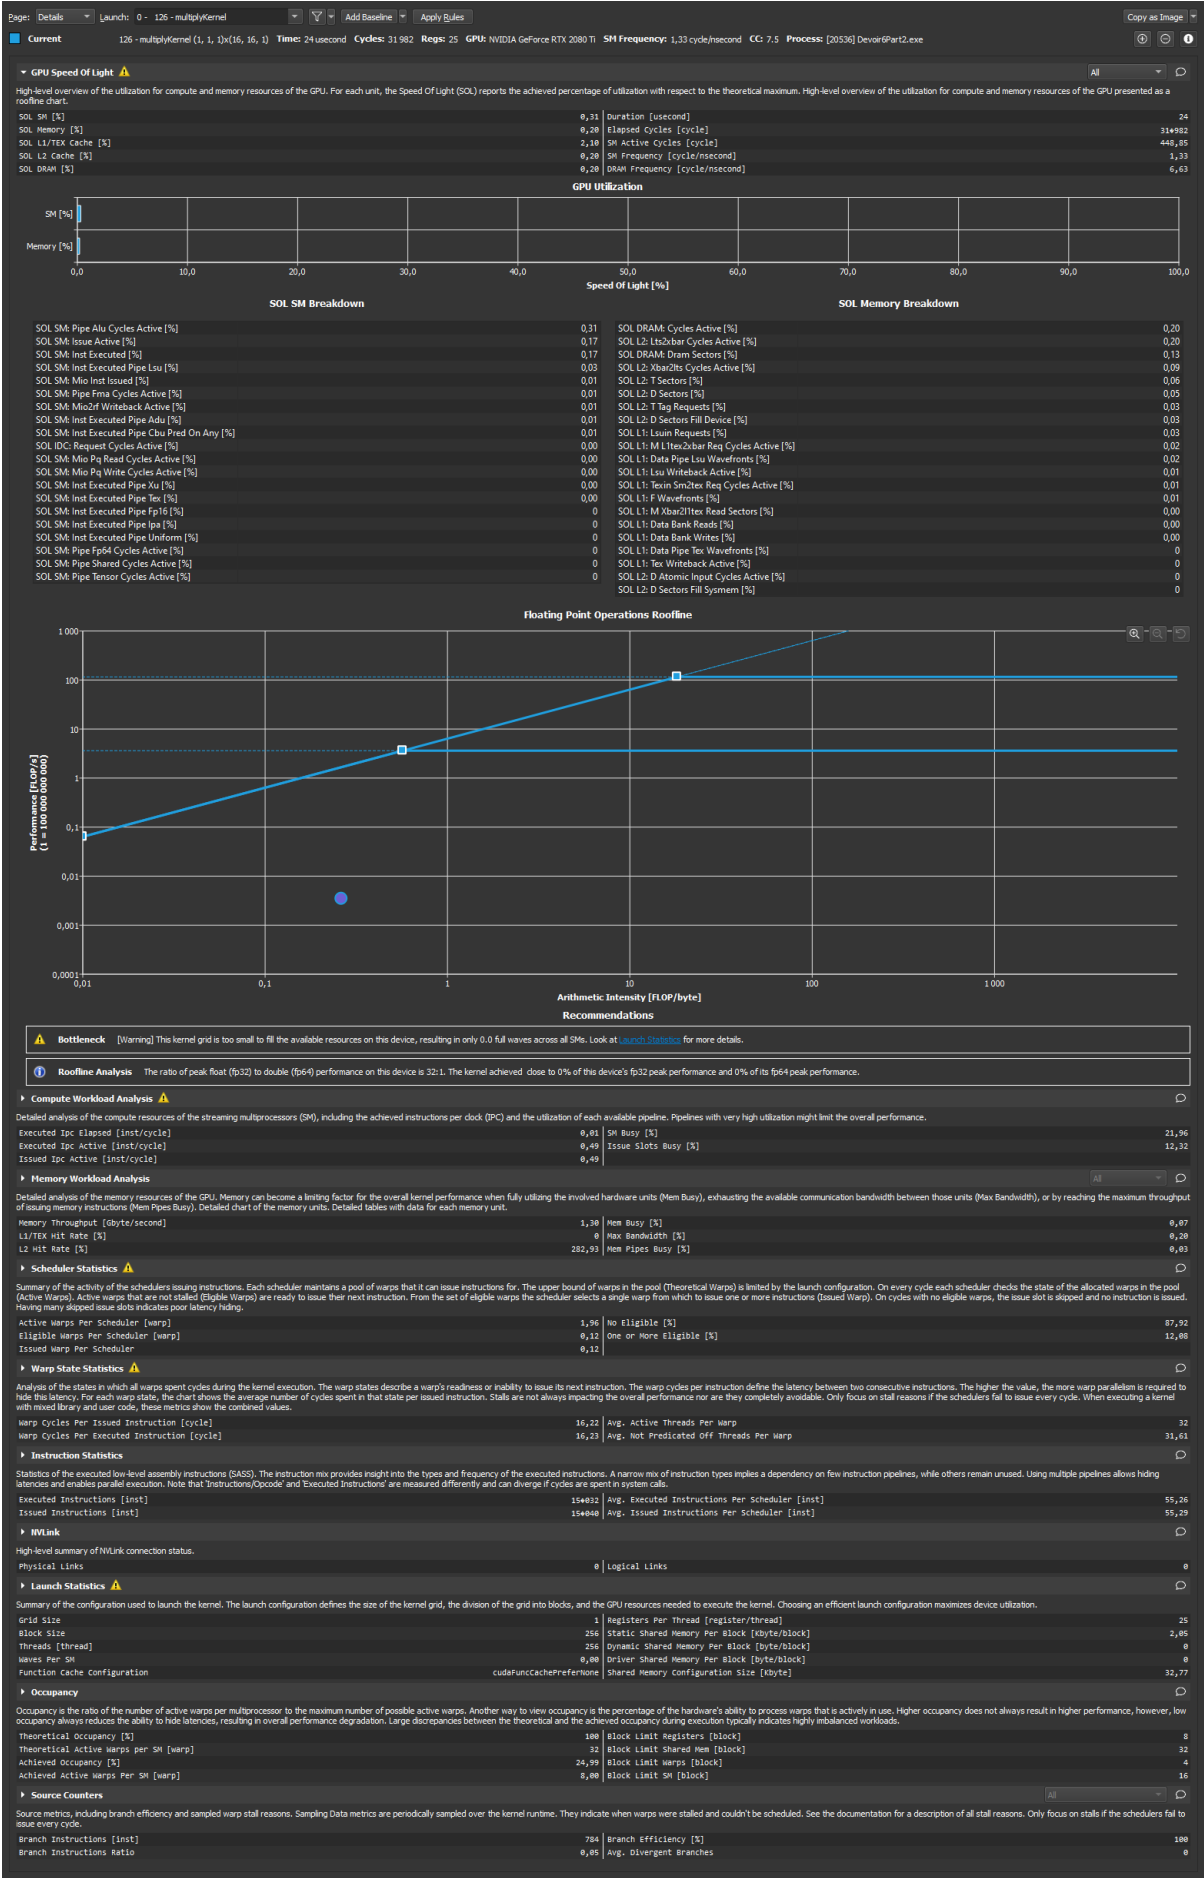 Page: Details Launch: 0 - 126 - multiplyKernel Add Baseline Apply Rules Copy as Image
Current 126 - multiplyKernel (1, 1, 1)x(16, 16, 1) Time: 24 usecond Cycles: 31 982 Regs: 25 GPU: NVIDIA GeForce RTX 2080 Ti SM Frequency: 1,33 cycle/nsecond CC: 7.5 Process: [20536] Devoir6Part2.exe
GPU Speed Of Light All
High-level overview of the utilization for compute and memory resources of the GPU. For each unit, the Speed Of Light (SOL) reports the achieved percentage of utilization with respect to the theoretical maximum. High-level overview of the utilization for compute and memory resources of the GPU presented as a
roofline chart.
SOL SM [%] 0,31 Duration [usecond] 24
SOL Memory [%] 0,20 Elapsed Cycles [cycle] 31♦982
SOL L1/TEX Cache [%] 2,10 SM Active Cycles [cycle] 448,85
SOL L2 Cache [%] 0,20 SM Frequency [cycle/nsecond] 1,33
SOL DRAM [%] 0,20 DRAM Frequency [cycle/nsecond] 6,63
GPU Utilization
SM [%]
Memory [%]
0,0 10,0 20,0 30,0 40,0 50,0 60,0 70,0 80,0 90,0 100,0
Speed Of Light [%]
SOL SM Breakdown
SOL SM: Pipe Alu Cycles Active [%] 0,31
SOL SM: Issue Active [%] 0,17
SOL SM: Inst Executed [%] 0,17
SOL SM: Inst Executed Pipe Lsu [%] 0,03
SOL SM: Mio Inst Issued [%] 0,01
SOL SM: Pipe Fma Cycles Active [%] 0,01
SOL SM: Mio2rf Writeback Active [%] 0,01
SOL SM: Inst Executed Pipe Adu [%] 0,01
SOL SM: Inst Executed Pipe Cbu Pred On Any [%] 0,01
SOL IDC: Request Cycles Active [%] 0,00
SOL SM: Mio Pq Read Cycles Active [%] 0,00
SOL SM: Mio Pq Write Cycles Active [%] 0,00
SOL SM: Inst Executed Pipe Xu [%] 0,00
SOL SM: Inst Executed Pipe Tex [%] 0,00
SOL SM: Inst Executed Pipe Fp16 [%] 0
SOL SM: Inst Executed Pipe Ipa [%] 0
SOL SM: Inst Executed Pipe Uniform [%] 0
SOL SM: Pipe Fp64 Cycles Active [%] 0
SOL SM: Pipe Shared Cycles Active [%] 0
SOL SM: Pipe Tensor Cycles Active [%] 0
SOL Memory Breakdown
SOL DRAM: Cycles Active [%] 0,20
SOL L2: Lts2xbar Cycles Active [%] 0,20
SOL DRAM: Dram Sectors [%] 0,13
SOL L2: Xbar2lts Cycles Active [%] 0,09
SOL L2: T Sectors [%] 0,06
SOL L2: D Sectors [%] 0,05
SOL L2: T Tag Requests [%] 0,03
SOL L2: D Sectors Fill Device [%] 0,03
SOL L1: Lsuin Requests [%] 0,03
SOL L1: M L1tex2xbar Req Cycles Active [%] 0,02
SOL L1: Data Pipe Lsu Wavefronts [%] 0,02
SOL L1: Lsu Writeback Active [%] 0,01
SOL L1: Texin Sm2tex Req Cycles Active [%] 0,01
SOL L1: F Wavefronts [%] 0,01
SOL L1: M Xbar2l1tex Read Sectors [%] 0,00
SOL L1: Data Bank Reads [%] 0,00
SOL L1: Data Bank Writes [%] 0,00
SOL L1: Data Pipe Tex Wavefronts [%] 0
SOL L1: Tex Writeback Active [%] 0
SOL L2: D Atomic Input Cycles Active [%] 0
SOL L2: D Sectors Fill Sysmem [%] 0
Floating Point Operations Roofline
Performance [FLOP/s]
(1 = 100 000 000 000)
1 000
100
10
1
0,1
0,01
0,001
0,0001
0,01 0,1 1 10 100 1 000
Arithmetic Intensity [FLOP/byte]
Recommendations
Bottleneck [Warning] This kernel grid is too small to fill the available resources on this device, resulting in only 0.0 full waves across all SMs. Look at Launch Statistics for more details.
Roofline Analysis The ratio of peak float (fp32) to double (fp64) performance on this device is 32:1. The kernel achieved close to 0% of this device's fp32 peak performance and 0% of its fp64 peak performance.
Compute Workload Analysis
Detailed analysis of the compute resources of the streaming multiprocessors (SM), including the achieved instructions per clock (IPC) and the utilization of each available pipeline. Pipelines with very high utilization might limit the overall performance.
Executed Ipc Elapsed [inst/cycle] 0,01 SM Busy [%] 21,96
Executed Ipc Active [inst/cycle] 0,49 Issue Slots Busy [%] 12,32
Issued Ipc Active [inst/cycle] 0,49
Memory Workload Analysis All
Detailed analysis of the memory resources of the GPU. Memory can become a limiting factor for the overall kernel performance when fully utilizing the involved hardware units (Mem Busy), exhausting the available communication bandwidth between those units (Max Bandwidth), or by reaching the maximum throughput
of issuing memory instructions (Mem Pipes Busy). Detailed chart of the memory units. Detailed tables with data for each memory unit.
Memory Throughput [Gbyte/second] 1,30 Mem Busy [%] 0,07
L1/TEX Hit Rate [%] 0 Max Bandwidth [%] 0,20
L2 Hit Rate [%] 282,93 Mem Pipes Busy [%] 0,03
Scheduler Statistics
Summary of the activity of the schedulers issuing instructions. Each scheduler maintains a pool of warps that it can issue instructions for. The upper bound of warps in the pool (Theoretical Warps) is limited by the launch configuration. On every cycle each scheduler checks the state of the allocated warps in the pool
(Active Warps). Active warps that are not stalled (Eligible Warps) are ready to issue their next instruction. From the set of eligible warps the scheduler selects a single warp from which to issue one or more instructions (Issued Warp). On cycles with no eligible warps, the issue slot is skipped and no instruction is issued.
Having many skipped issue slots indicates poor latency hiding.
Active Warps Per Scheduler [warp] 1,96 No Eligible [%] 87,92
Eligible Warps Per Scheduler [warp] 0,12 One or More Eligible [%] 12,08
Issued Warp Per Scheduler 0,12
Warp State Statistics
Analysis of the states in which all warps spent cycles during the kernel execution. The warp states describe a warp's readiness or inability to issue its next instruction. The warp cycles per instruction define the latency between two consecutive instructions. The higher the value, the more warp parallelism is required to
hide this latency. For each warp state, the chart shows the average number of cycles spent in that state per issued instruction. Stalls are not always impacting the overall performance nor are they completely avoidable. Only focus on stall reasons if the schedulers fail to issue every cycle. When executing a kernel
with mixed library and user code, these metrics show the combined values.
Warp Cycles Per Issued Instruction [cycle] 16,22 Avg. Active Threads Per Warp 32
Warp Cycles Per Executed Instruction [cycle] 16,23 Avg. Not Predicated Off Threads Per Warp 31,61
Instruction Statistics
Statistics of the executed low-level assembly instructions (SASS). The instruction mix provides insight into the types and frequency of the executed instructions. A narrow mix of instruction types implies a dependency on few instruction pipelines, while others remain unused. Using multiple pipelines allows hiding
latencies and enables parallel execution. Note that 'Instructions/Opcode' and 'Executed Instructions' are measured differently and can diverge if cycles are spent in system calls.
Executed Instructions [inst] 15♦032 Avg. Executed Instructions Per Scheduler [inst] 55,26
Issued Instructions [inst] 15♦040 Avg. Issued Instructions Per Scheduler [inst] 55,29
NVLink
High-level summary of NVLink connection status.
Physical Links 0 Logical Links 0
Launch Statistics
Summary of the configuration used to launch the kernel. The launch configuration defines the size of the kernel grid, the division of the grid into blocks, and the GPU resources needed to execute the kernel. Choosing an efficient launch configuration maximizes device utilization.
Grid Size 1 Registers Per Thread [register/thread] 25
Block Size 256 Static Shared Memory Per Block [Kbyte/block] 2,05
Threads [thread] 256 Dynamic Shared Memory Per Block [byte/block] 0
Waves Per SM 0,00 Driver Shared Memory Per Block [byte/block] 0
Function Cache Configuration cudaFuncCachePreferNone Shared Memory Configuration Size [Kbyte] 32,77
Occupancy
Occupancy is the ratio of the number of active warps per multiprocessor to the maximum number of possible active warps. Another way to view occupancy is the percentage of the hardware's ability to process warps that is actively in use. Higher occupancy does not always result in higher performance, however, low
occupancy always reduces the ability to hide latencies, resulting in overall performance degradation. Large discrepancies between the theoretical and the achieved occupancy during execution typically indicates highly imbalanced workloads.
Theoretical Occupancy [%] 100 Block Limit Registers [block] 8
Theoretical Active Warps per SM [warp] 32 Block Limit Shared Mem [block] 32
Achieved Occupancy [%] 24,99 Block Limit Warps [block] 4
Achieved Active Warps Per SM [warp] 8,00 Block Limit SM [block] 16
Source Counters All
Source metrics, including branch efficiency and sampled warp stall reasons. Sampling Data metrics are periodically sampled over the kernel runtime. They indicate when warps were stalled and couldn't be scheduled. See the documentation for a description of all stall reasons. Only focus on stalls if the schedulers fail to
issue every cycle.
Branch Instructions [inst] 784 Branch Efficiency [%] 100
Branch Instructions Ratio 0,05 Avg. Divergent Branches 0